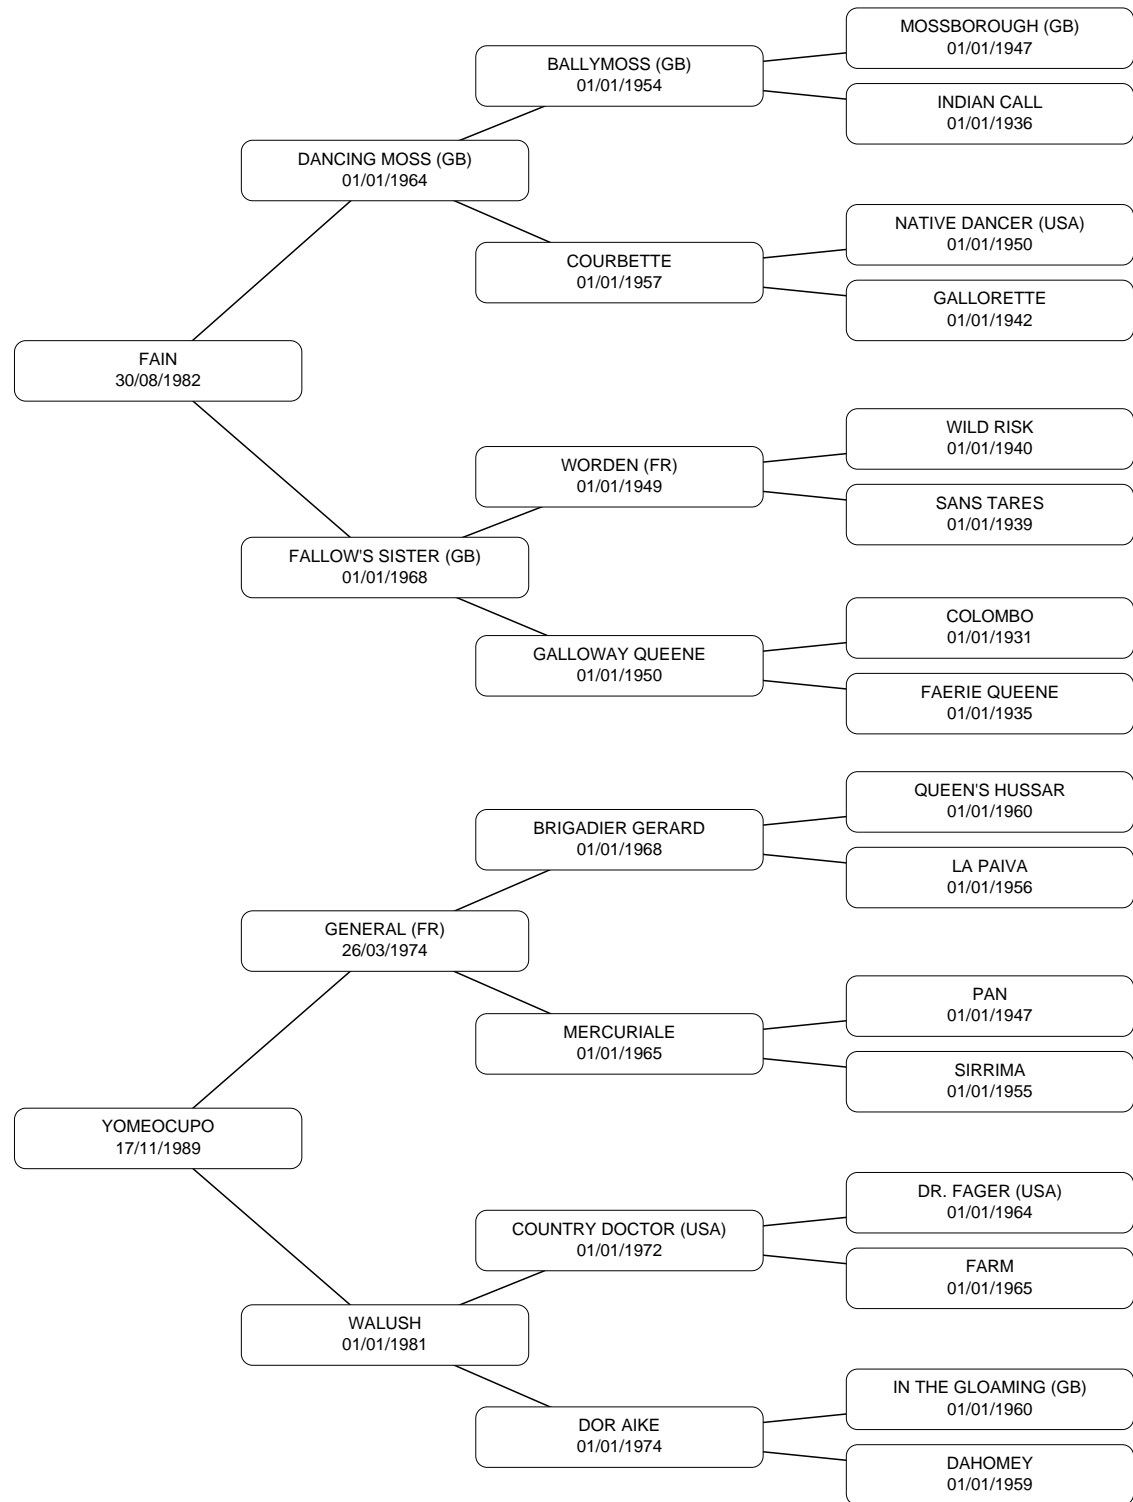 MOSSBOROUGH (GB)
01/01/1947
BALLYMOSS (GB)
01/01/1954
INDIAN CALL
01/01/1936
DANCING MOSS (GB)
01/01/1964
NATIVE DANCER (USA)
01/01/1950
COURBETTE
01/01/1957
GALLORETTE
01/01/1942
FAIN
30/08/1982
WILD RISK
01/01/1940
WORDEN (FR)
01/01/1949
SANS TARES
01/01/1939
FALLOW'S SISTER (GB)
01/01/1968
COLOMBO
01/01/1931
GALLOWAY QUEENE
01/01/1950
FAERIE QUEENE
01/01/1935
QUEEN'S HUSSAR
01/01/1960
BRIGADIER GERARD
01/01/1968
LA PAIVA
01/01/1956
GENERAL (FR)
26/03/1974
PAN
01/01/1947
MERCURIALE
01/01/1965
SIRRIMA
01/01/1955
YOMEOCUPO
17/11/1989
DR. FAGER (USA)
01/01/1964
COUNTRY DOCTOR (USA)
01/01/1972
FARM
01/01/1965
WALUSH
01/01/1981
IN THE GLOAMING (GB)
01/01/1960
DOR AIKE
01/01/1974
DAHOMEY
01/01/1959